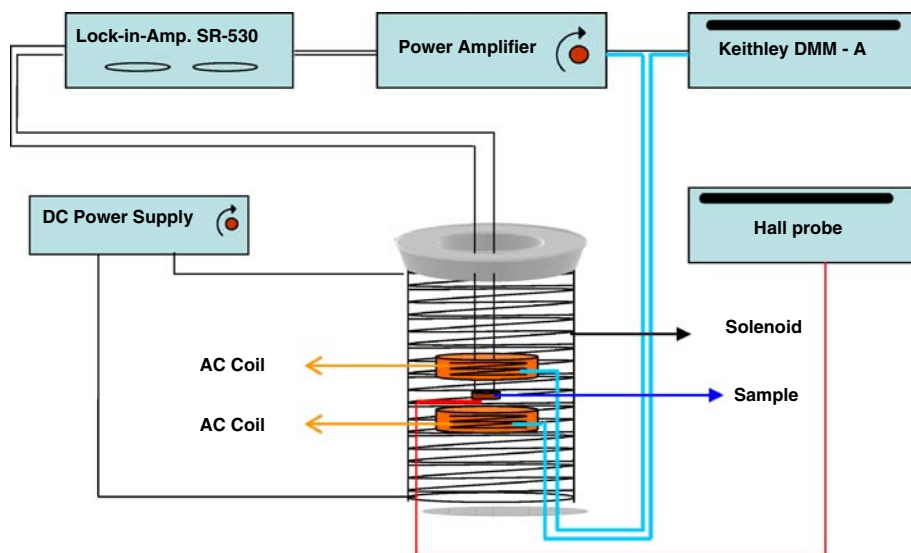 Lock-in-Amp. SR-530
Power Amplifier
Keithley DMM - A
DC Power Supply
Hall probe
Solenoid
AC Coil
Sample
AC Coil